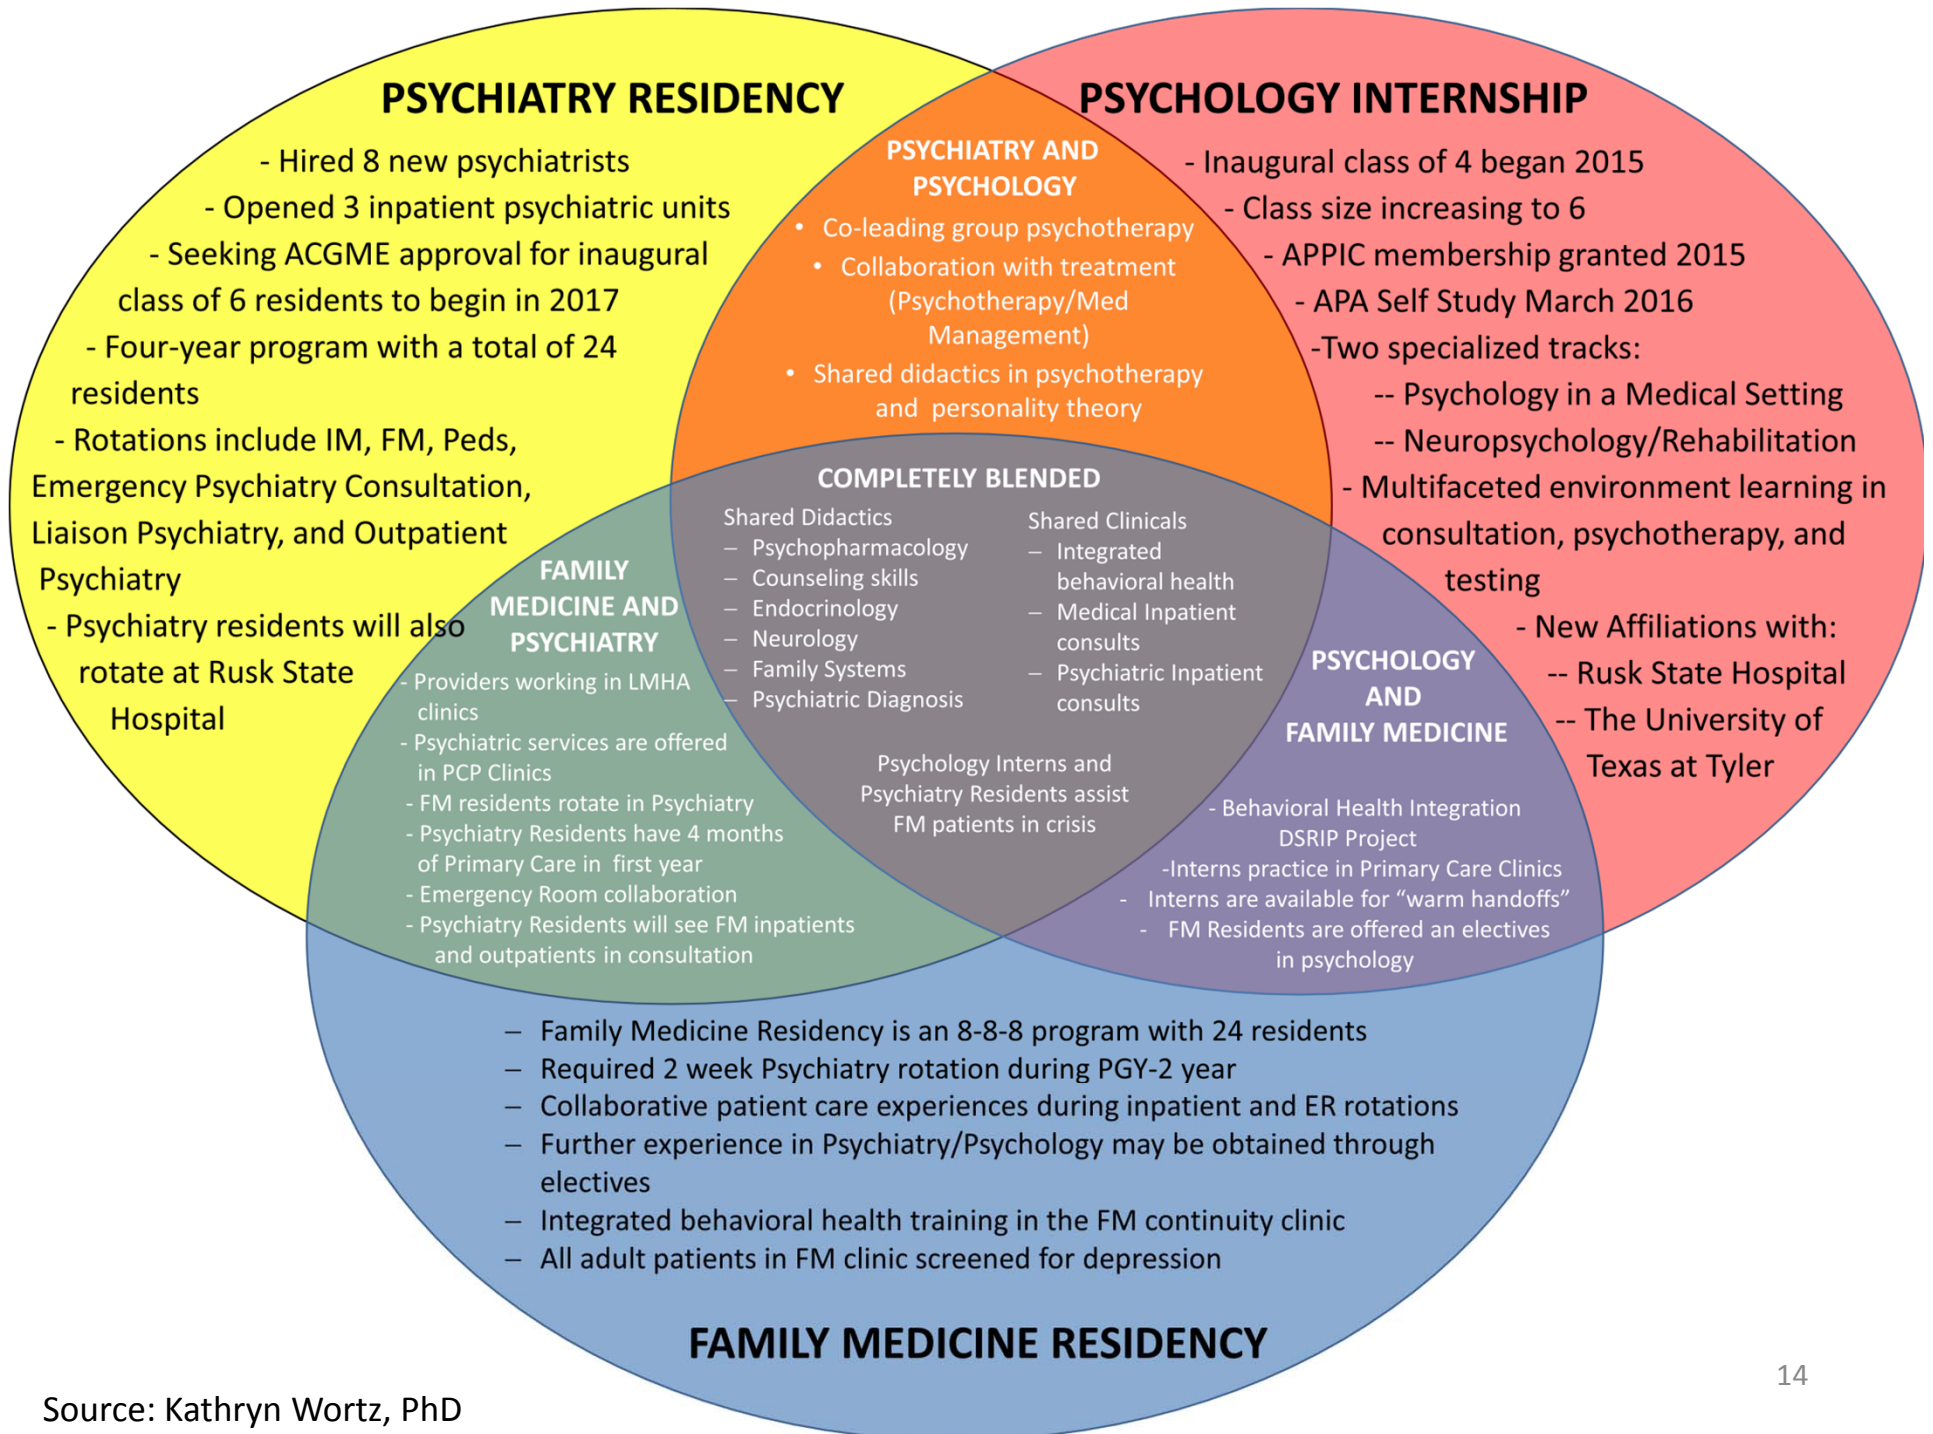 PSYCHIATRY RESIDENCY
- Hired 8 new psychiatrists
- Opened 3 inpatient psychiatric units
- Seeking ACGME approval for inaugural
class of 6 residents to begin in 2017
- Four-year program with a total of 24
residents
- Rotations include IM, FM, Peds,
Emergency Psychiatry Consultation,
Liaison Psychiatry, and Outpatient
Psychiatry
- Psychiatry residents will also
rotate at Rusk State
Hospital
PSYCHIATRY AND
PSYCHOLOGY
• Co-leading group psychotherapy
• Collaboration with treatment
(Psychotherapy/Med
Management)
• Shared didactics in psychotherapy
and personality theory
PSYCHOLOGY INTERNSHIP
- Inaugural class of 4 began 2015
- Class size increasing to 6
- APPIC membership granted 2015
- APA Self Study March 2016
-Two specialized tracks:
-- Psychology in a Medical Setting
-- Neuropsychology/Rehabilitation
- Multifaceted environment learning in
consultation, psychotherapy, and
testing
- New Affiliations with:
-- Rusk State Hospital
-- The University of
Texas at Tyler
COMPLETELY BLENDED
Shared Didactics
– Psychopharmacology
– Counseling skills
– Endocrinology
– Neurology
– Family Systems
– Psychiatric Diagnosis
Shared Clinicals
– Integrated
behavioral health
– Medical Inpatient
consults
– Psychiatric Inpatient
consults
Psychology Interns and
Psychiatry Residents assist
FM patients in crisis
FAMILY
MEDICINE AND
PSYCHIATRY
- Providers working in LMHA
clinics
- Psychiatric services are offered
in PCP Clinics
- FM residents rotate in Psychiatry
- Psychiatry Residents have 4 months
of Primary Care in first year
- Emergency Room collaboration
- Psychiatry Residents will see FM inpatients
and outpatients in consultation
PSYCHOLOGY
AND
FAMILY MEDICINE
- Behavioral Health Integration
DSRIP Project
-Interns practice in Primary Care Clinics
- Interns are available for “warm handoffs”
- FM Residents are offered an electives
in psychology
– Family Medicine Residency is an 8-8-8 program with 24 residents
– Required 2 week Psychiatry rotation during PGY-2 year
– Collaborative patient care experiences during inpatient and ER rotations
– Further experience in Psychiatry/Psychology may be obtained through
electives
– Integrated behavioral health training in the FM continuity clinic
– All adult patients in FM clinic screened for depression
FAMILY MEDICINE RESIDENCY
14
Source: Kathryn Wortz, PhD